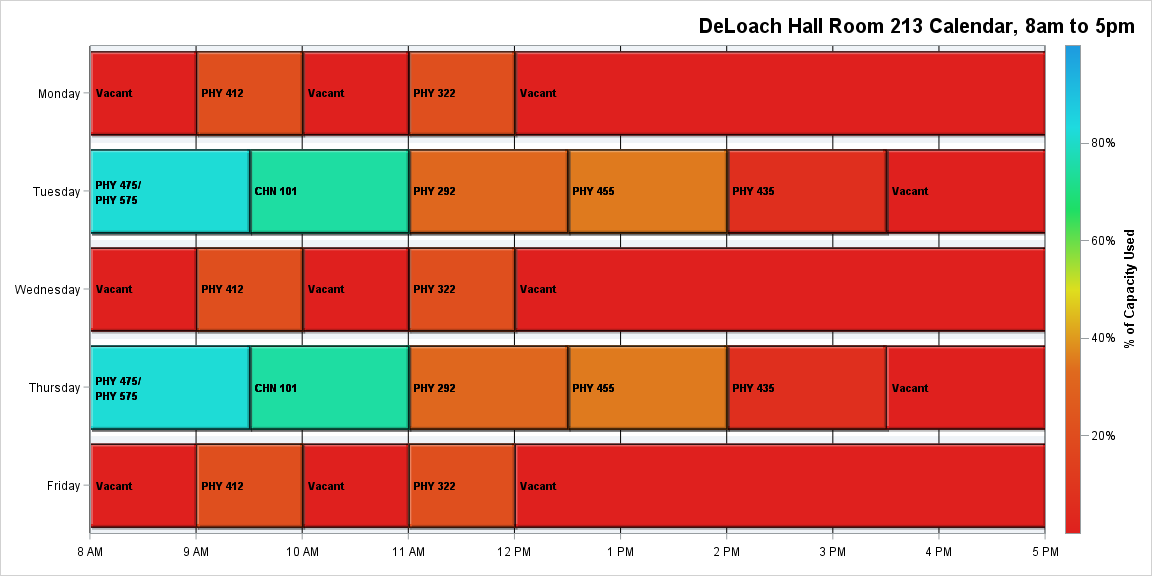 DeLoach Hall Room 213 Calendar, 8am to 5pm
Monday
Vacant
PHY 412
Vacant
PHY 322
Vacant
Tuesday
PHY 475/
PHY 575
CHN 101
PHY 292
PHY 455
PHY 435
Vacant
Wednesday
Vacant
PHY 412
Vacant
PHY 322
Vacant
Thursday
PHY 475/
PHY 575
CHN 101
PHY 292
PHY 455
PHY 435
Vacant
Friday
Vacant
PHY 412
Vacant
PHY 322
Vacant
8 AM
9 AM
10 AM
11 AM
12 PM
1 PM
2 PM
3 PM
4 PM
5 PM
80%
60%
40%
20%
% of Capacity Used